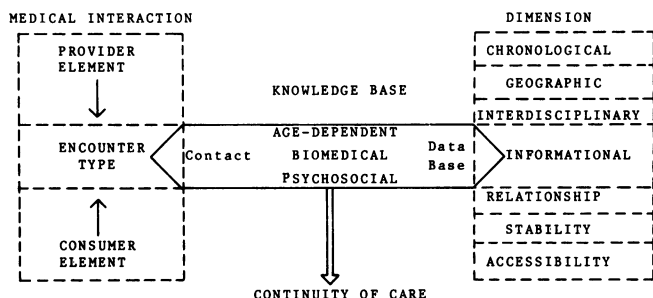 MEDICAL INTERACTION
DIMENSION
PROVIDER
ELEMENT
CHRONOLOGICAL
GEOGRAPHIC
KNOWLEDGE BASE
INTERDISCIPLINARY
ENCOUNTER
TYPE
Contact
AGE-DEPENDENT
BIOMEDICAL
PSYCHOSOCIAL
Data
Base
INFORMATIONAL
RELATIONSHIP
STABILITY
ACCESSIBILITY
CONSUMER
ELEMENT
CONTINUITY OF CARE